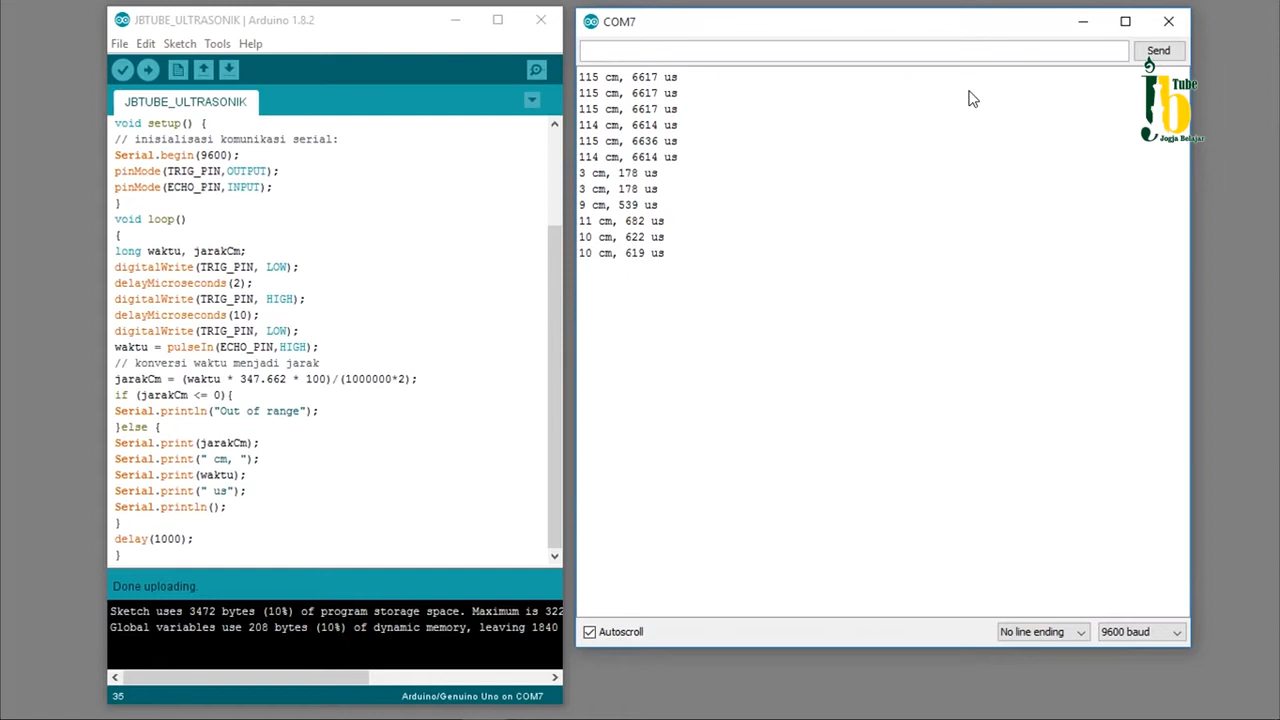 JBTUBE_ULTRASONIK | Arduino 1.8.2
File Edit Sketch Tools Help
JBTUBE_ULTRASONIK
void setup() {
// inisialisasi komunikasi serial:
Serial.begin(9600);
pinMode(TRIG_PIN,OUTPUT);
pinMode(ECHO_PIN,INPUT);
}
void loop()
{
long waktu, jarakCm;
digitalWrite(TRIG_PIN, LOW);
delayMicroseconds(2);
digitalWrite(TRIG_PIN, HIGH);
delayMicroseconds(10);
digitalWrite(TRIG_PIN, LOW);
waktu = pulseIn(ECHO_PIN,HIGH);
// konversi waktu menjadi jarak
jarakCm = (waktu * 347.662 * 100)/(1000000*2);
if (jarakCm <= 0){
Serial.println("Out of range");
}else {
Serial.print(jarakCm);
Serial.print(" cm, ");
Serial.print(waktu);
Serial.print(" us");
Serial.println();
}
delay(1000);
}
Done uploading.
Sketch uses 3472 bytes (10%) of program storage space. Maximum is 322
Global variables use 208 bytes (10%) of dynamic memory, leaving 1840
35
Arduino/Genuino Uno on COM7
COM7
Send
115 cm, 6617 us
115 cm, 6617 us
115 cm, 6617 us
114 cm, 6614 us
115 cm, 6636 us
114 cm, 6614 us
3 cm, 178 us
3 cm, 178 us
9 cm, 539 us
11 cm, 682 us
10 cm, 622 us
10 cm, 619 us
Autoscroll
No line ending
9600 baud
Jb Tube
Jogja Belajar